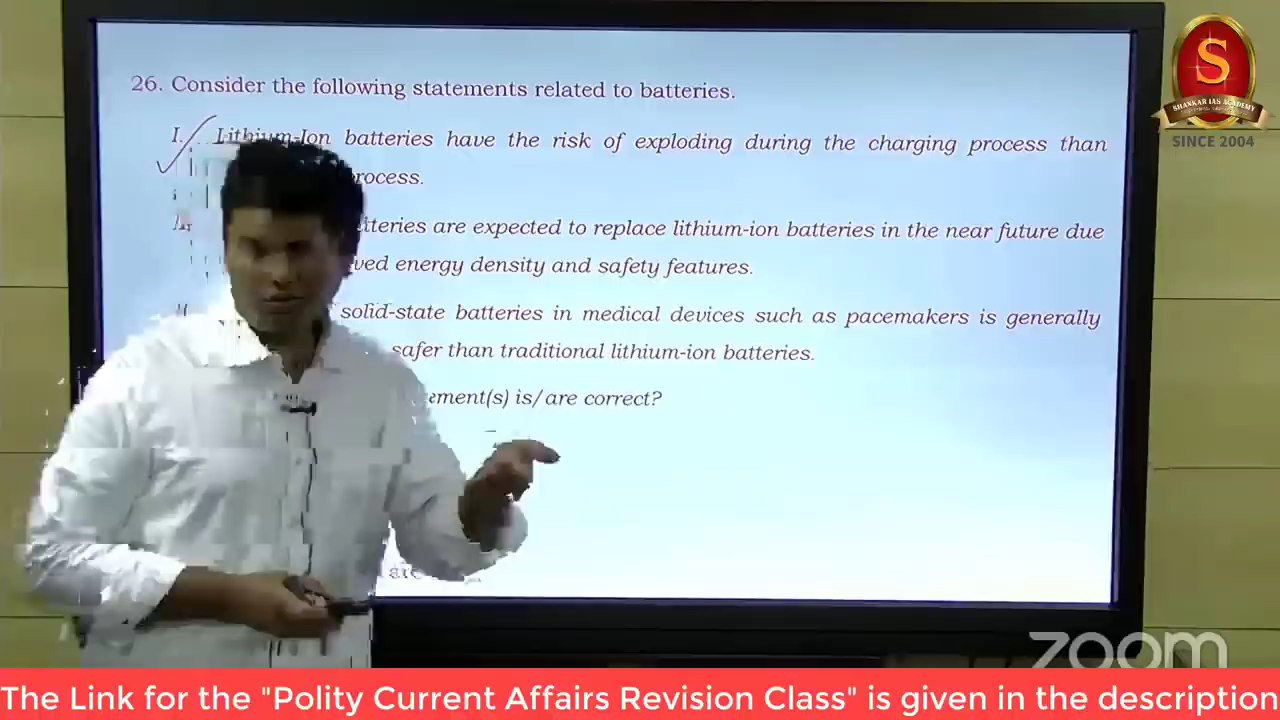 26. Consider the following statements related to batteries.
I. Lithium-Ion batteries have the risk of exploding during the charging process than
process.
batteries are expected to replace lithium-ion batteries in the near future due
energy density and safety features.
solid-state batteries in medical devices such as pacemakers is generally
safer than traditional lithium-ion batteries.
is/are correct?
are
S
SHANKAR IAS ACADEMY
SINCE 2004
zoom
The Link for the "Polity Current Affairs Revision Class" is given in the description